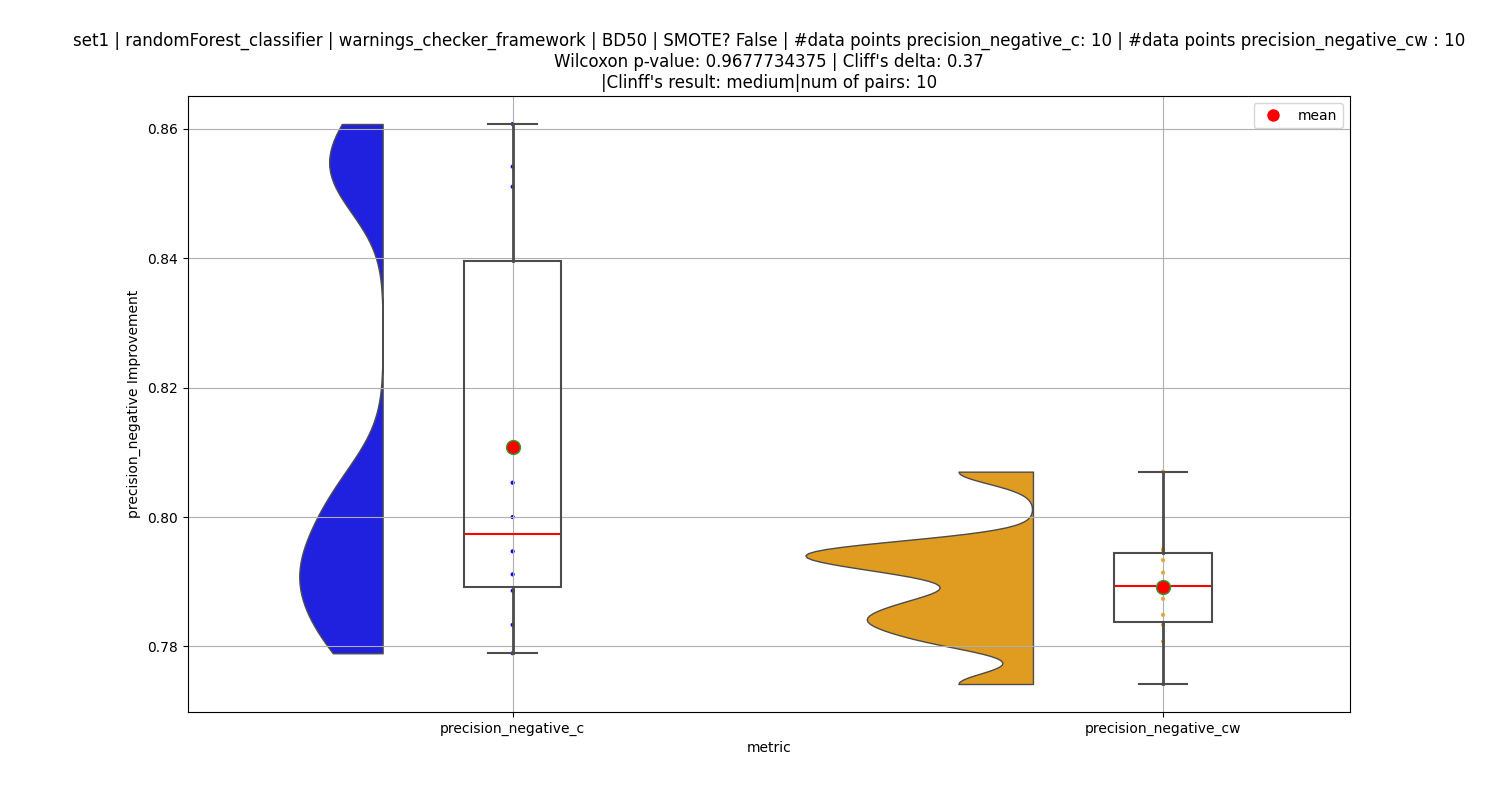 set1 | randomForest_classifier | warnings_checker_framework | BD50 | SMOTE? False | #data points precision_negative_c: 10 | #data points precision_negative_cw : 10
Wilcoxon p-value: 0.9677734375 | Cliff's delta: 0.37
|Clinff's result: medium|num of pairs: 10
mean
precision_negative Improvement
0.86
0.84
0.82
0.80
0.78
precision_negative_c
precision_negative_cw
metric